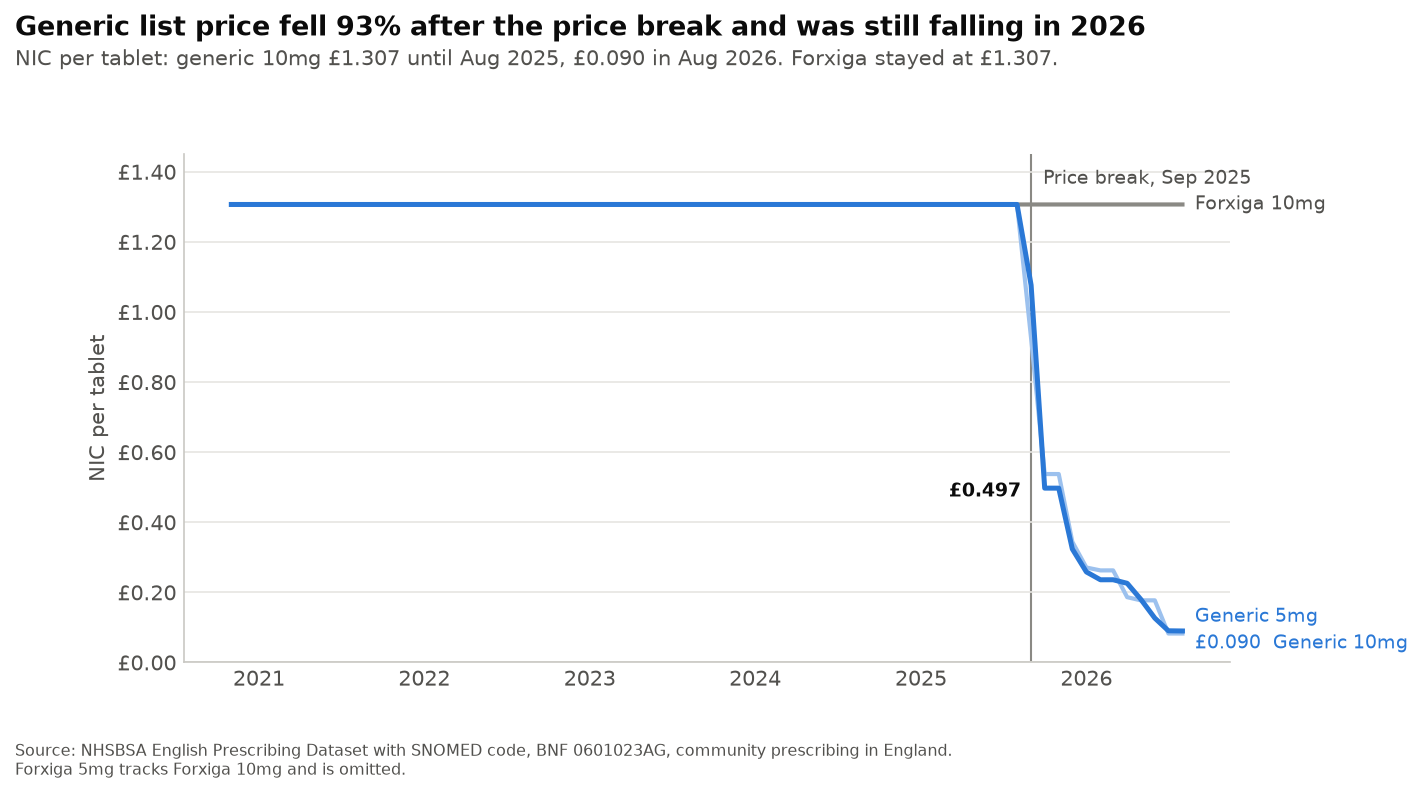 Generic list price fell 93% after the price break and was still falling in 2026
NIC per tablet: generic 10mg £1.307 until Aug 2025, £0.090 in Aug 2026. Forxiga stayed at £1.307.
£1.40
£1.20
£1.00
£0.80
£0.60
£0.40
£0.20
£0.00
NIC per tablet
Price break, Sep 2025
Forxiga 10mg
£0.497
Generic 5mg
£0.090 Generic 10mg
2021
2022
2023
2024
2025
2026
Source: NHSBSA English Prescribing Dataset with SNOMED code, BNF 0601023AG, community prescribing in England.
Forxiga 5mg tracks Forxiga 10mg and is omitted.